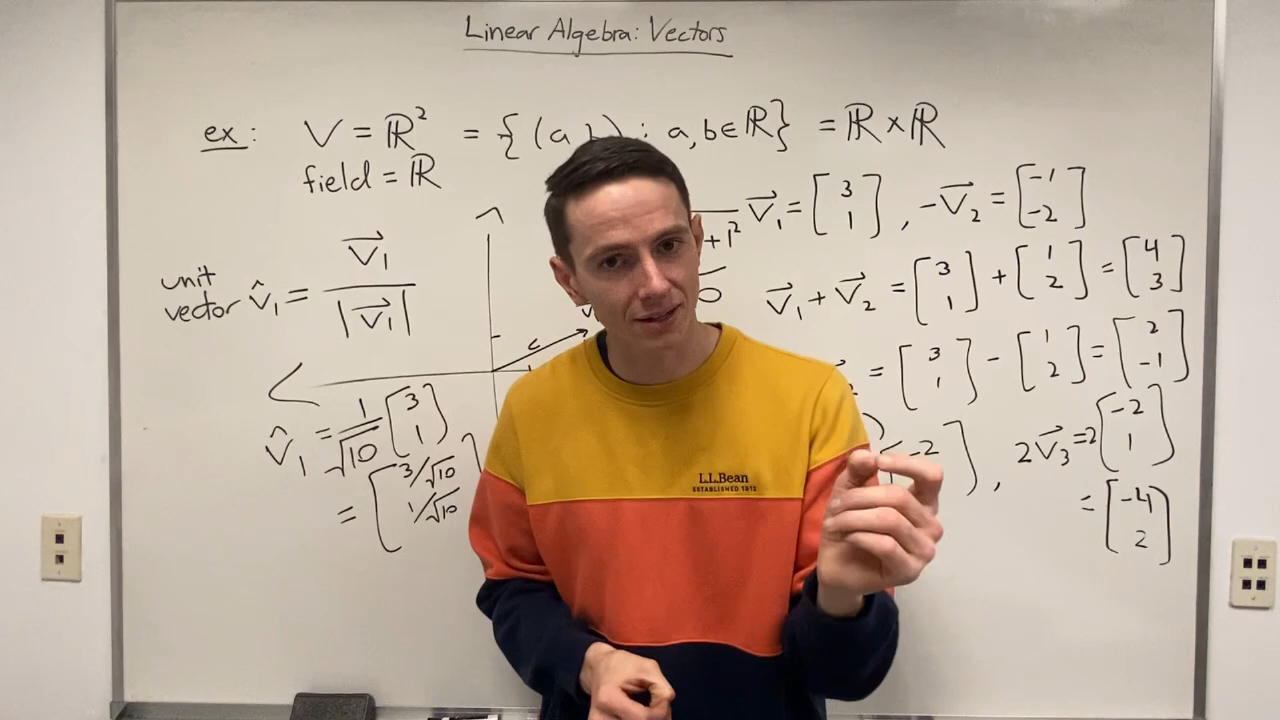 Linear Algebra: Vectors
ex: V = ℝ² = { (a, b) : a, b ∈ ℝ } = ℝ × ℝ
field = ℝ
unit vector v̂₁ = v⃗₁ / |v⃗₁|
v̂₁ = 1/√10 [3 1]
= [3/√10 1/√10]
+ 1²
v⃗₁ = [3 1] , -v⃗₂ = [-1 -2]
v⃗₁ + v⃗₂ = [3 1] + [1 2] = [4 3]
= [3 1] - [1 2] = [2 -1]
-2
, 2v⃗₃ = 2[-2 1]
= [-4 2]
c
L.L.Bean
ESTABLISHED 1912